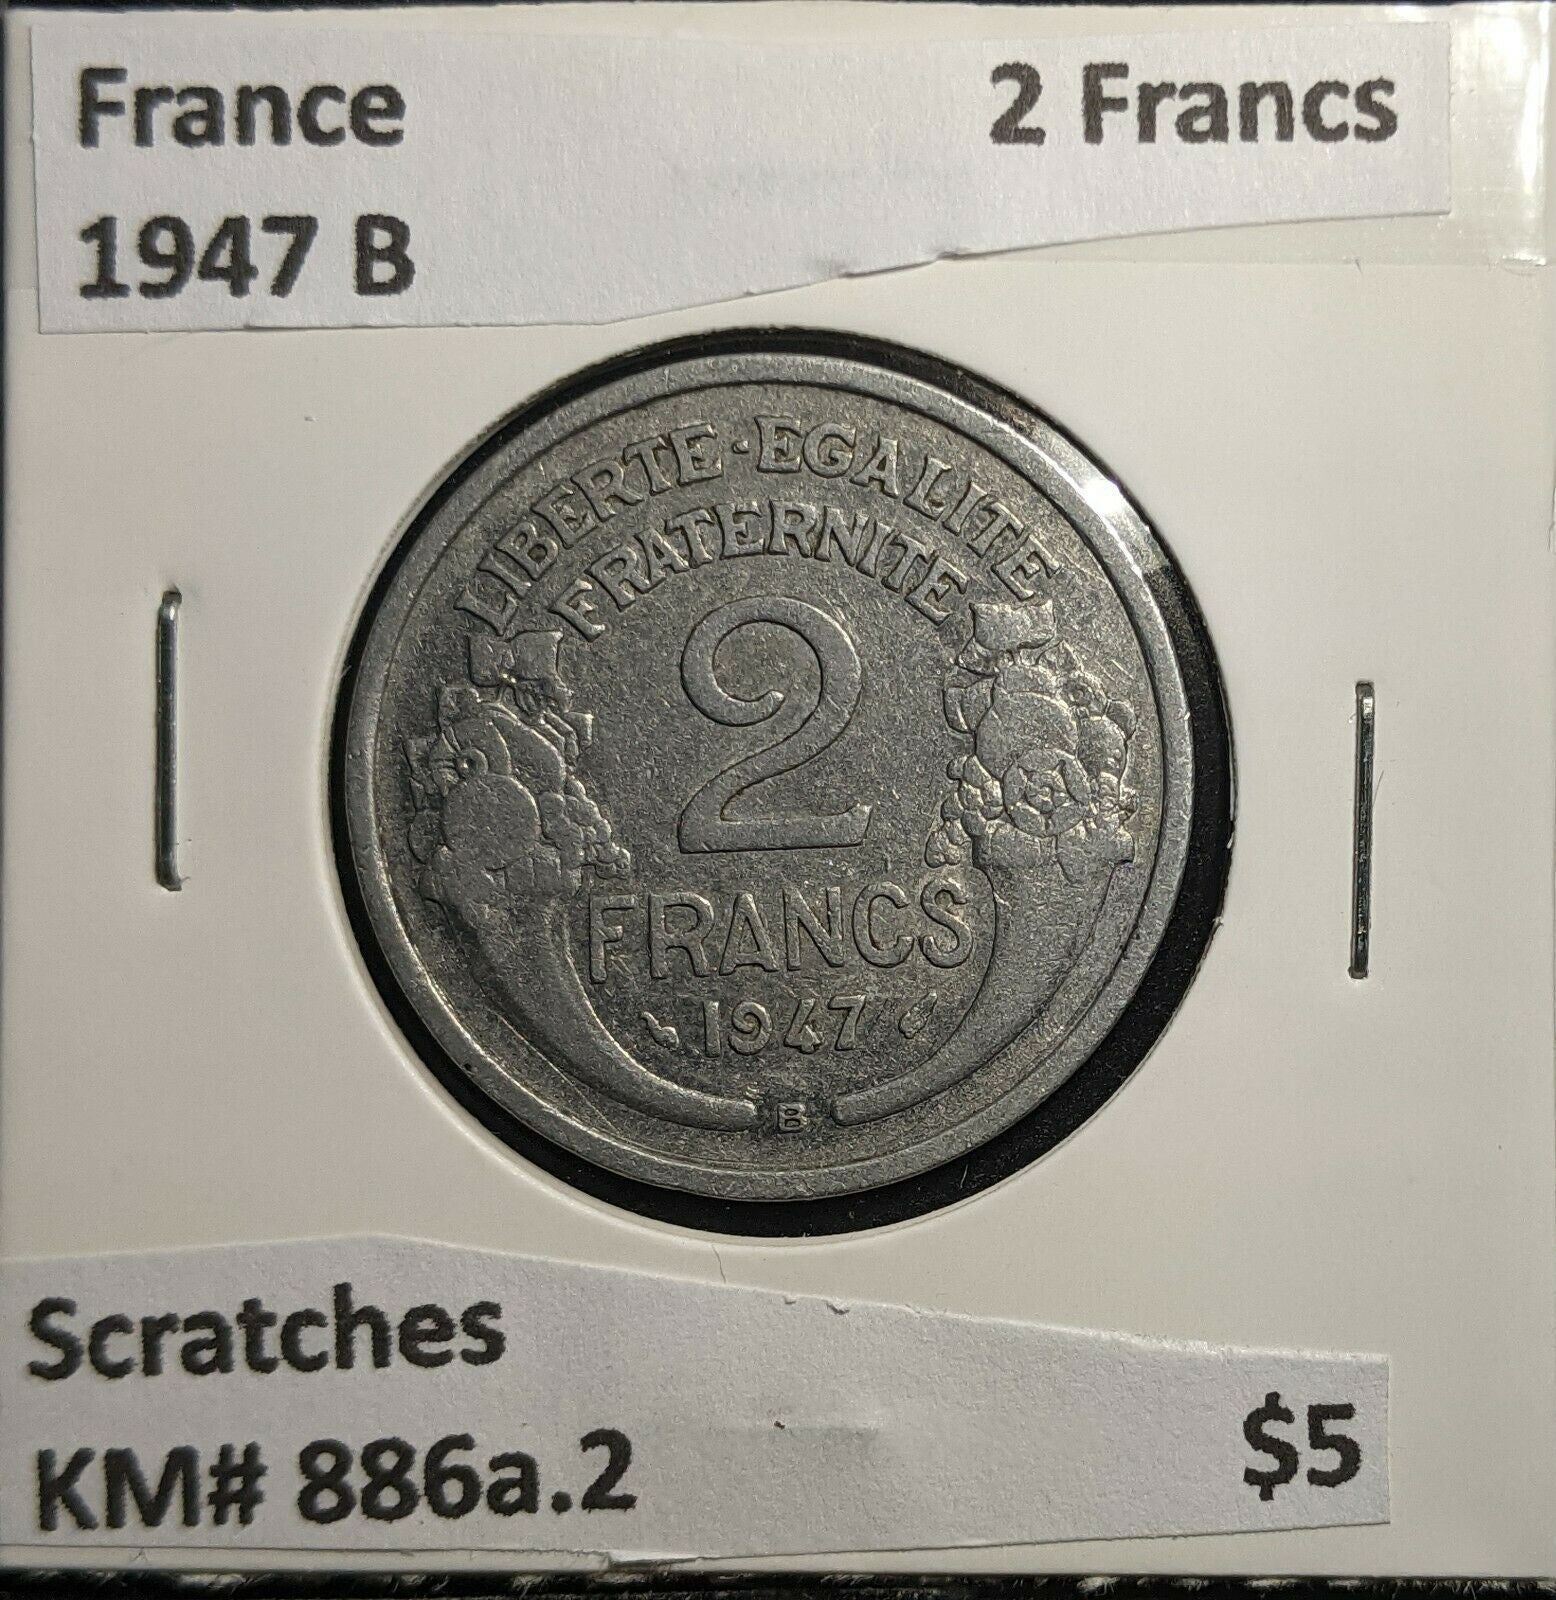 France 2 Francs
1947 B
LIBERTE · EGALITE
FRATERNITE
2
FRANCS
1947
B
Scratches
KM# 886a.2 $5